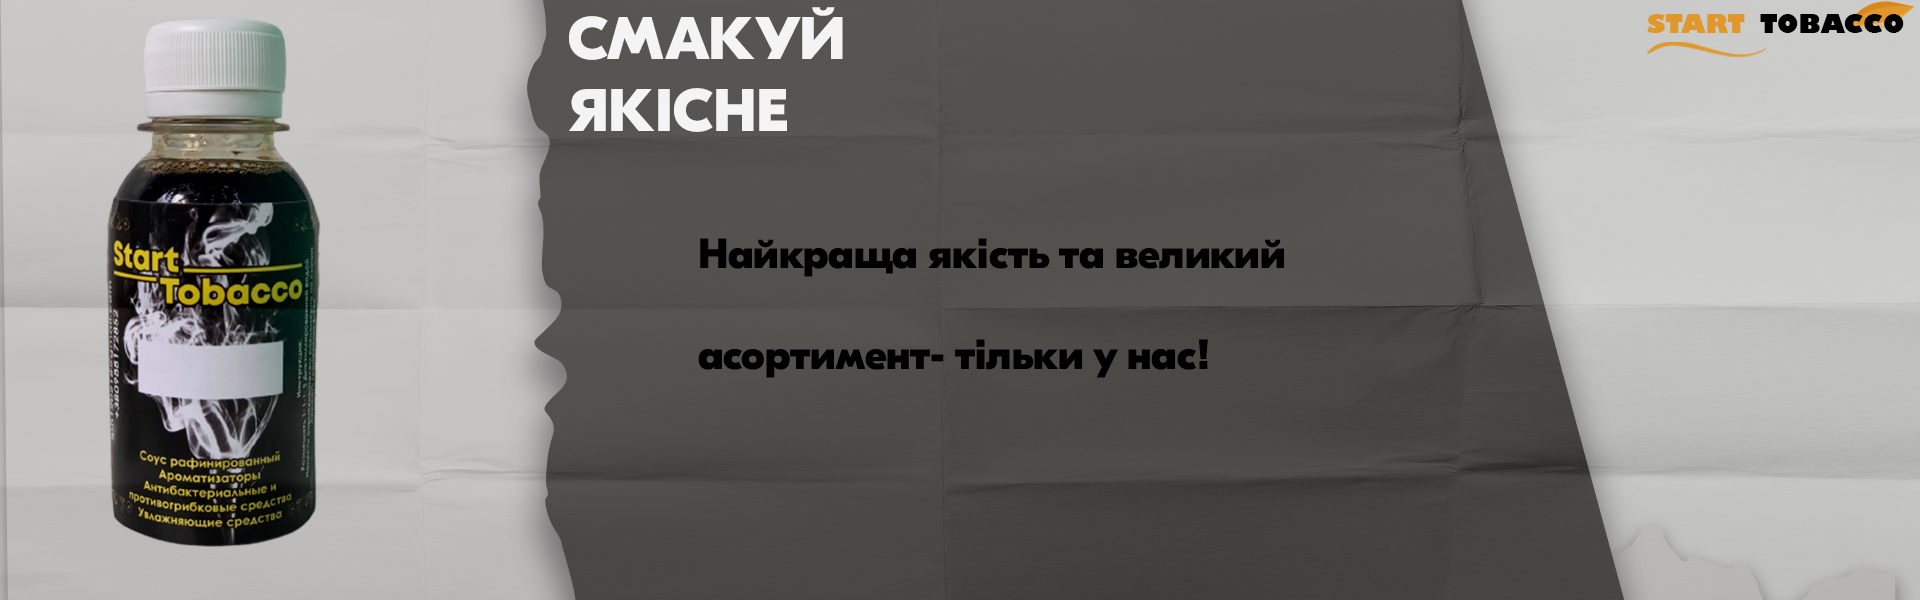 СМАКУЙ
ЯКІСНЕ
START TOBACCO
Найкраща якість та великий
асортимент- тільки у нас!
Start
Tobacco
+380988172852
Соус рафинированный
Ароматизаторы
Антибактериальные и
противогрибковые средства
Увлажняющие средства